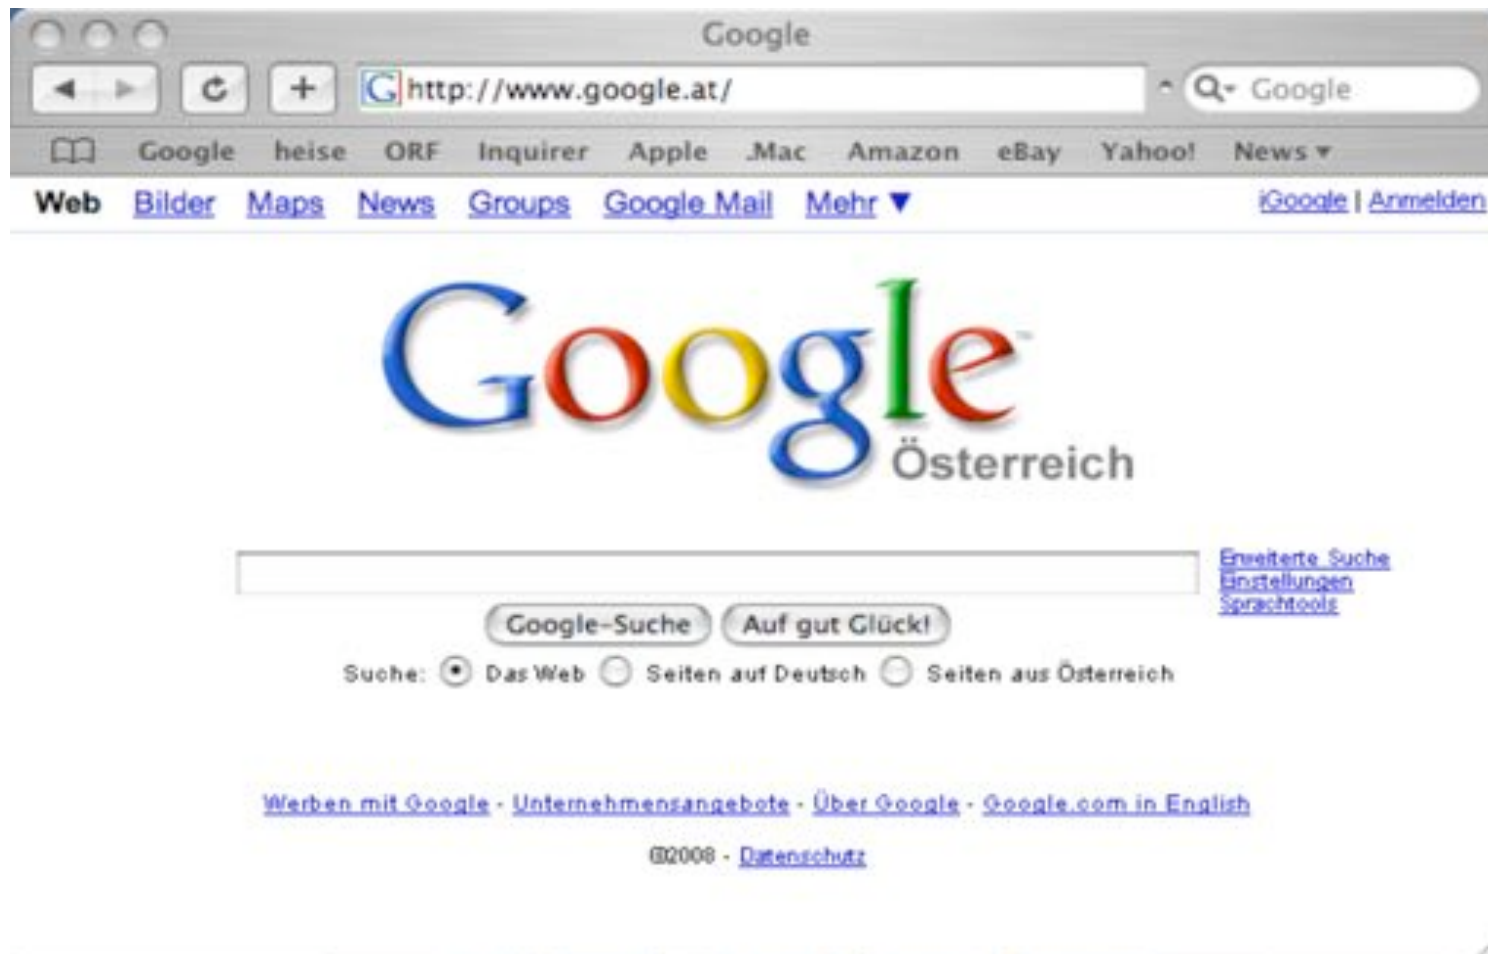 Google
http://www.google.at/ Google
Google heise ORF Inquirer Apple .Mac Amazon eBay Yahoo! News ▼
Web Bilder Maps News Groups Google Mail Mehr ▼ iGoogle | Anmelden
Google™
Österreich
Erweiterte Suche
Einstellungen
Sprachtools
Google-Suche Auf gut Glück!
Suche: Das Web Seiten auf Deutsch Seiten aus Österreich
Werben mit Google - Unternehmensangebote - Über Google - Google.com in English
©2008 - Datenschutz